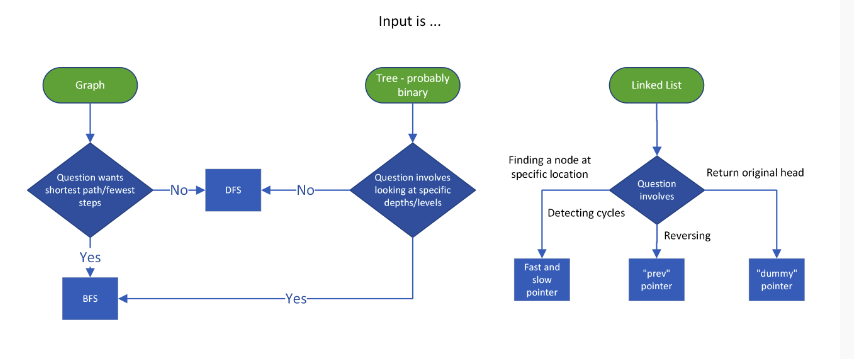 Input is ...
Graph
Tree - probably
binary
Linked List
Question wants
shortest path/fewest
steps
No
DFS
No
Question involves
looking at specific
depths/levels
Finding a node at
specific location
Question
involves
Return original head
Detecting cycles
Reversing
Yes
BFS
Yes
Fast and
slow
pointer
"prev"
pointer
"dummy"
pointer